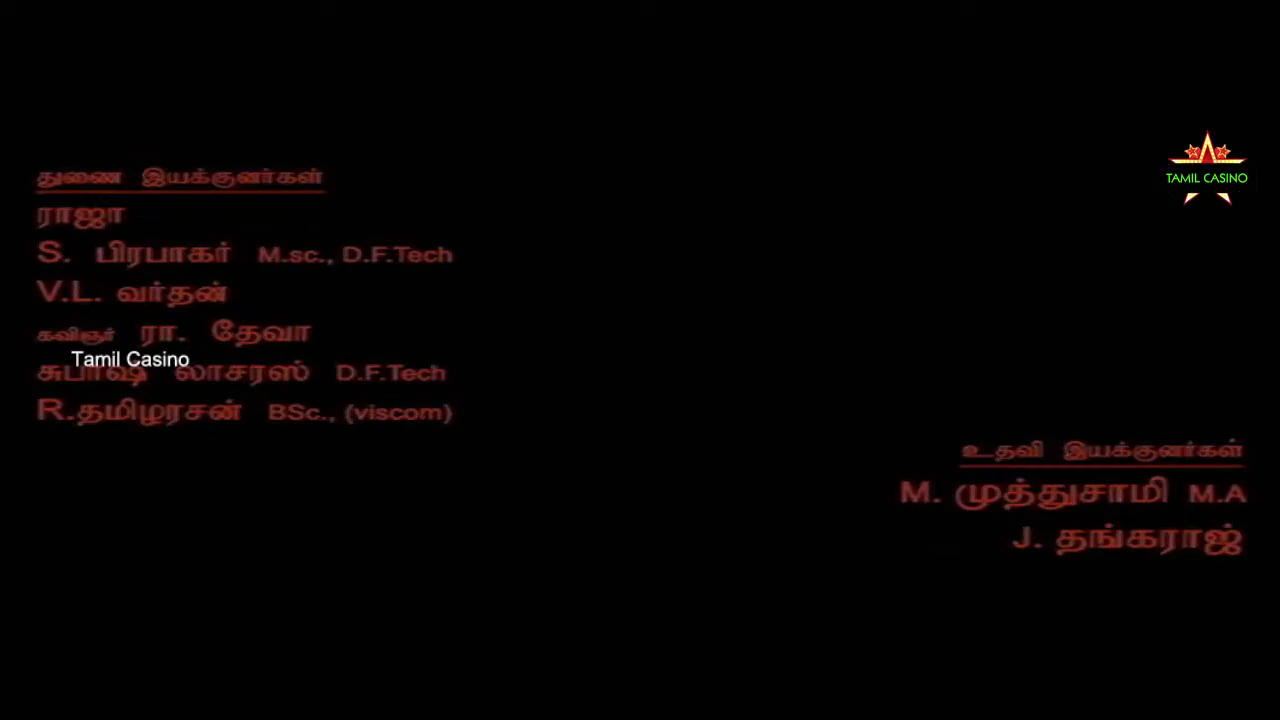 துணை இயக்குனர்கள்
ராஜா
S. பிரபாகர் M.sc., D.F.Tech
V.L. வர்தன்
கவிஞர் ரா. தேவா
Tamil Casino
சுபாஷ் லாசரஸ் D.F.Tech
R.தமிழரசன் BSc., (viscom)
TAMIL CASINO
உதவி இயக்குனர்கள்
M. முத்துசாமி M.A
J. தங்கராஜ்